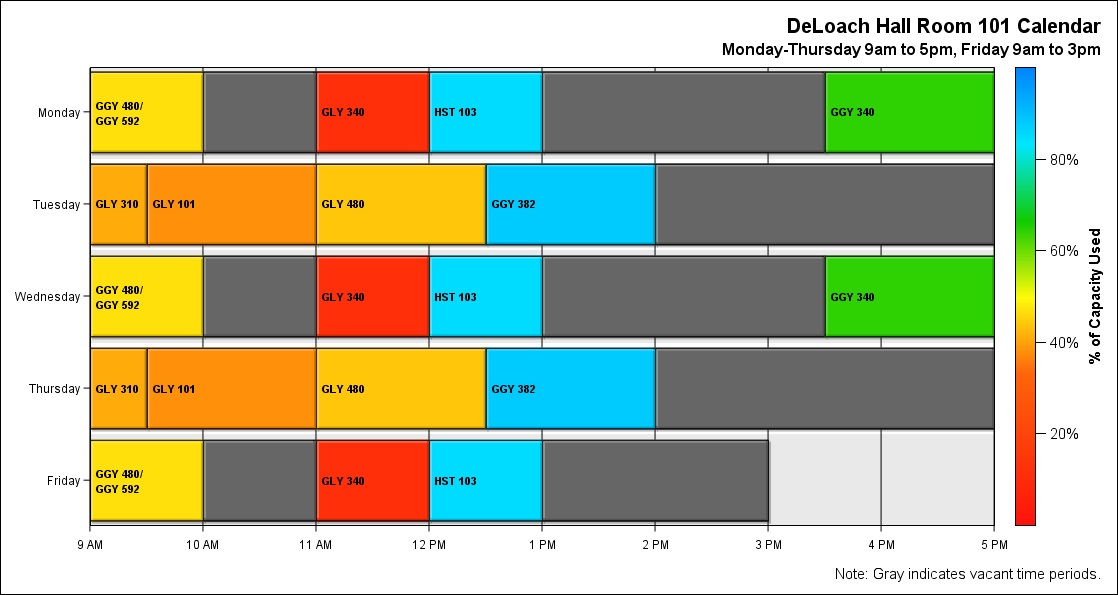 DeLoach Hall Room 101 Calendar
Monday-Thursday 9am to 5pm, Friday 9am to 3pm
Monday
GGY 480/
GGY 592
GLY 340
HST 103
GGY 340
Tuesday
GLY 310
GLY 101
GLY 480
GGY 382
Wednesday
GGY 480/
GGY 592
GLY 340
HST 103
GGY 340
Thursday
GLY 310
GLY 101
GLY 480
GGY 382
Friday
GGY 480/
GGY 592
GLY 340
HST 103
9 AM
10 AM
11 AM
12 PM
1 PM
2 PM
3 PM
4 PM
5 PM
80%
60%
40%
20%
% of Capacity Used
Note: Gray indicates vacant time periods.